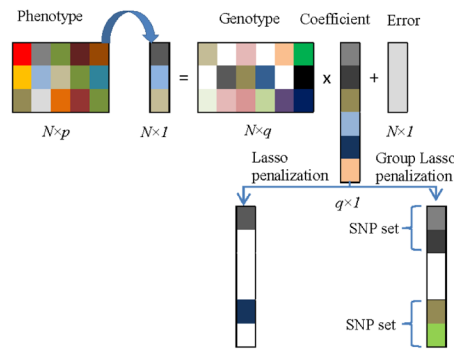 Phenotype
Genotype
Coefficient
Error
=
x
+
N×p
N×1
N×q
N×1
Lasso
penalization
Group Lasso
penalization
q×1
SNP set
SNP set